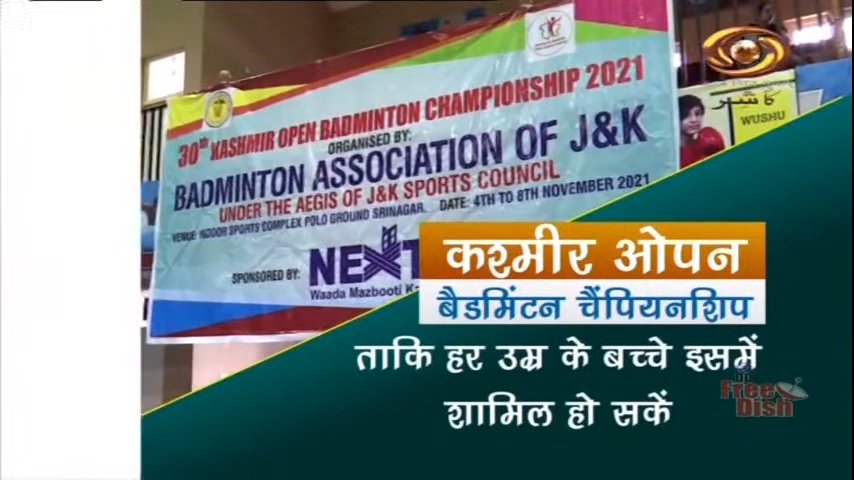 30th KASHMIR OPEN BADMINTON CHAMPIONSHIP 2021
ORGANISED BY:
BADMINTON ASSOCIATION OF J&K
UNDER THE AEGIS OF J&K SPORTS COUNCIL
VENUE: INDOOR SPORTS COMPLEX POLO GROUND SRINAGAR. DATE: 4TH TO 8TH NOVEMBER 2021
SPONSORED BY:
Waada Mazbooti
کأشِر
WUSHU
कश्मीर ओपन
बैडमिंटन चैंपियनशिप
ताकि हर उम्र के बच्चे इसमें
शामिल हो सकें
DD
Free
Dish